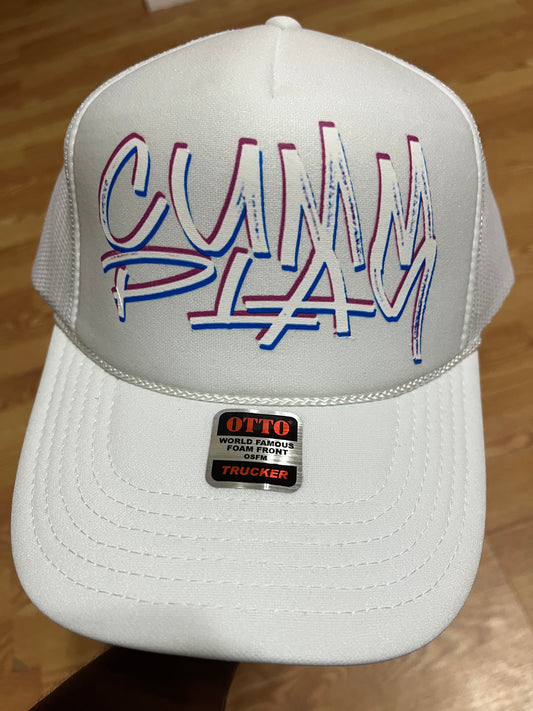 CUMM
PLAY
OTTO
WORLD FAMOUS
FOAM FRONT
OSFM
TRUCKER